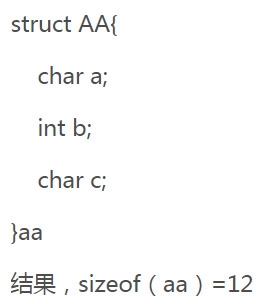 struct AA{
char a;
int b;
char c;
}aa
结果，sizeof（aa）=12